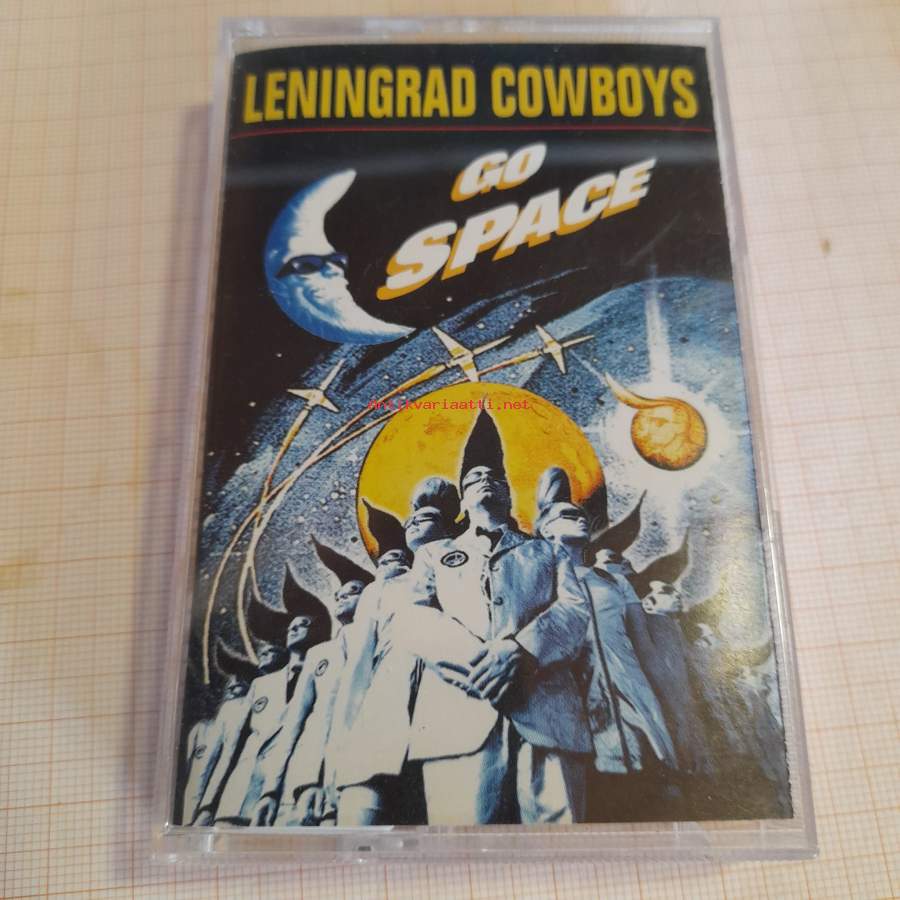 LENINGRAD COWBOYS
GO
SPACE
Antikvariaatti.net